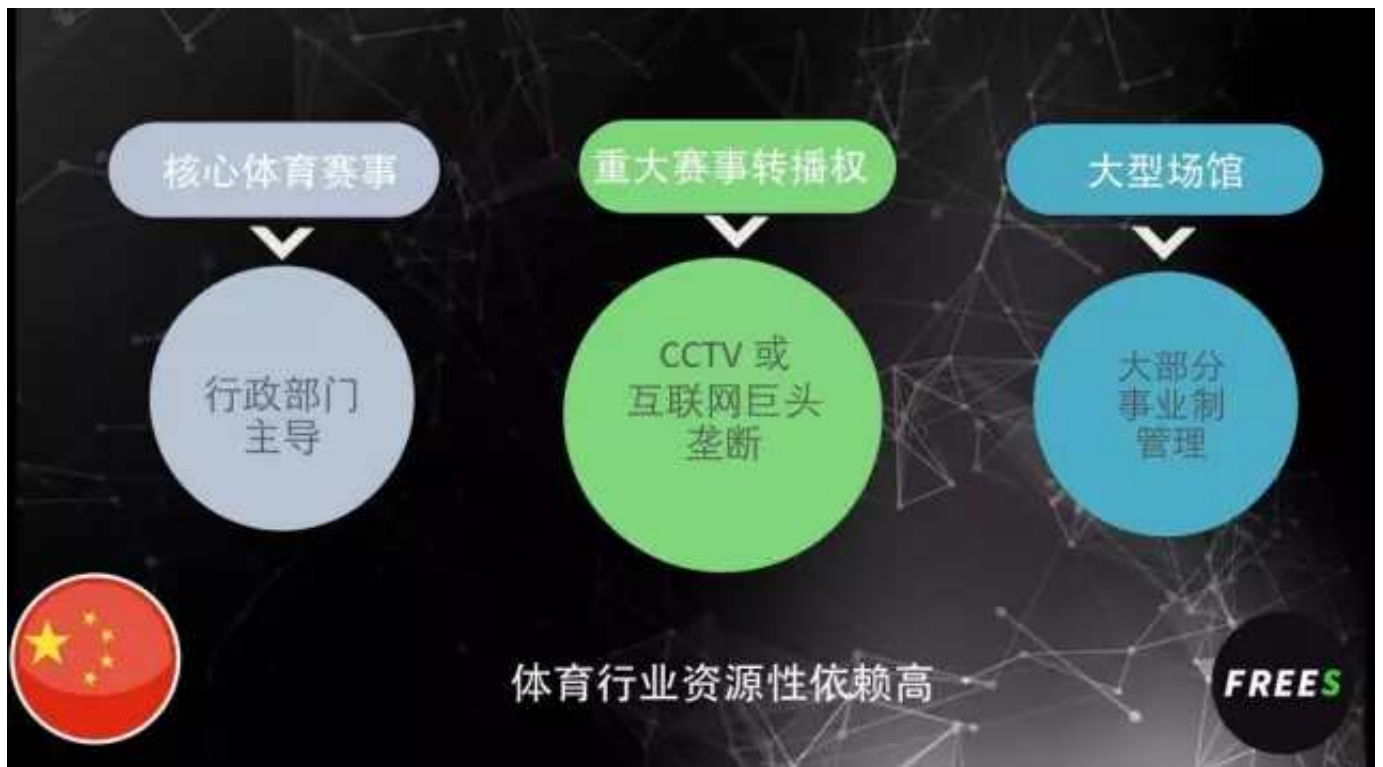 核心体育赛事
行政部门
主导
重大赛事转播权
CCTV 或
互联网巨头
垄断
大型场馆
大部分
事业制
管理
体育行业资源性依赖高
FREES